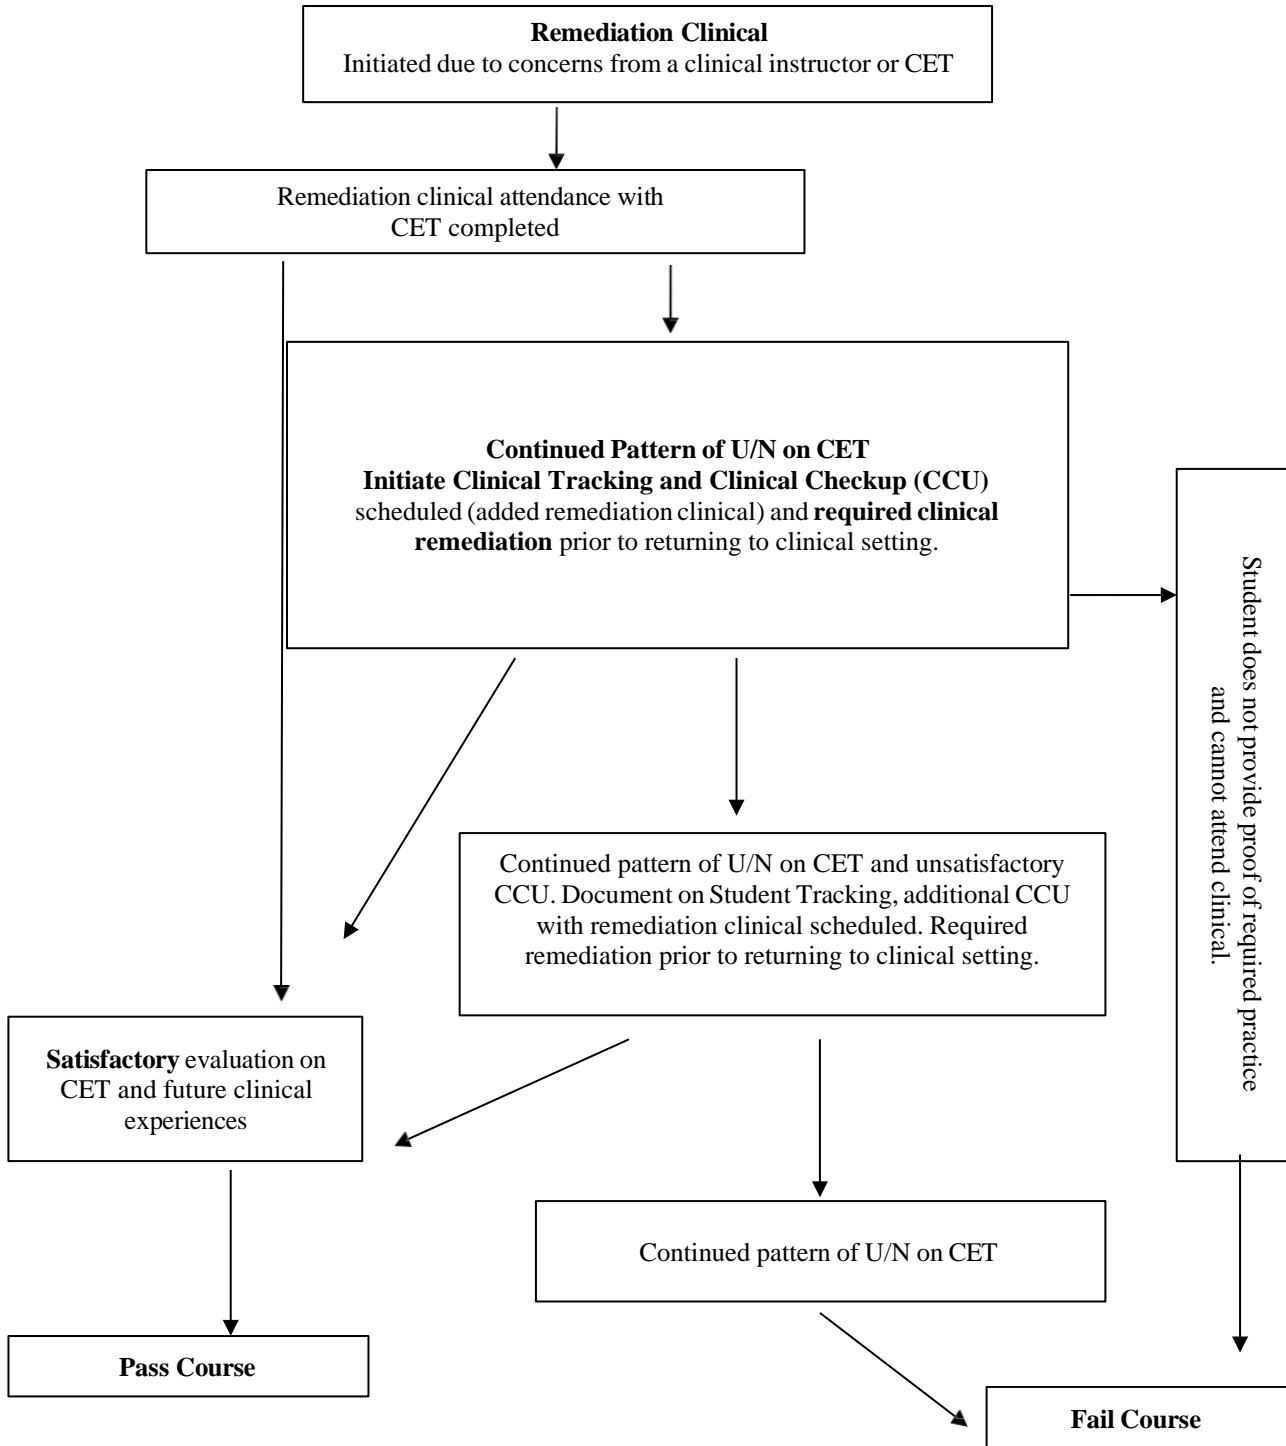 Remediation Clinical
Initiated due to concerns from a clinical instructor or CET
Remediation clinical attendance with
CET completed
Continued Pattern of U/N on CET
Initiate Clinical Tracking and Clinical Checkup (CCU)
scheduled (added remediation clinical) and required clinical
remediation prior to returning to clinical setting.
Student does not provide proof of required practice
and cannot attend clinical.
Continued pattern of U/N on CET and unsatisfactory
CCU. Document on Student Tracking, additional CCU
with remediation clinical scheduled. Required
remediation prior to returning to clinical setting.
Satisfactory evaluation on
CET and future clinical
experiences
Continued pattern of U/N on CET
Pass Course
Fail Course